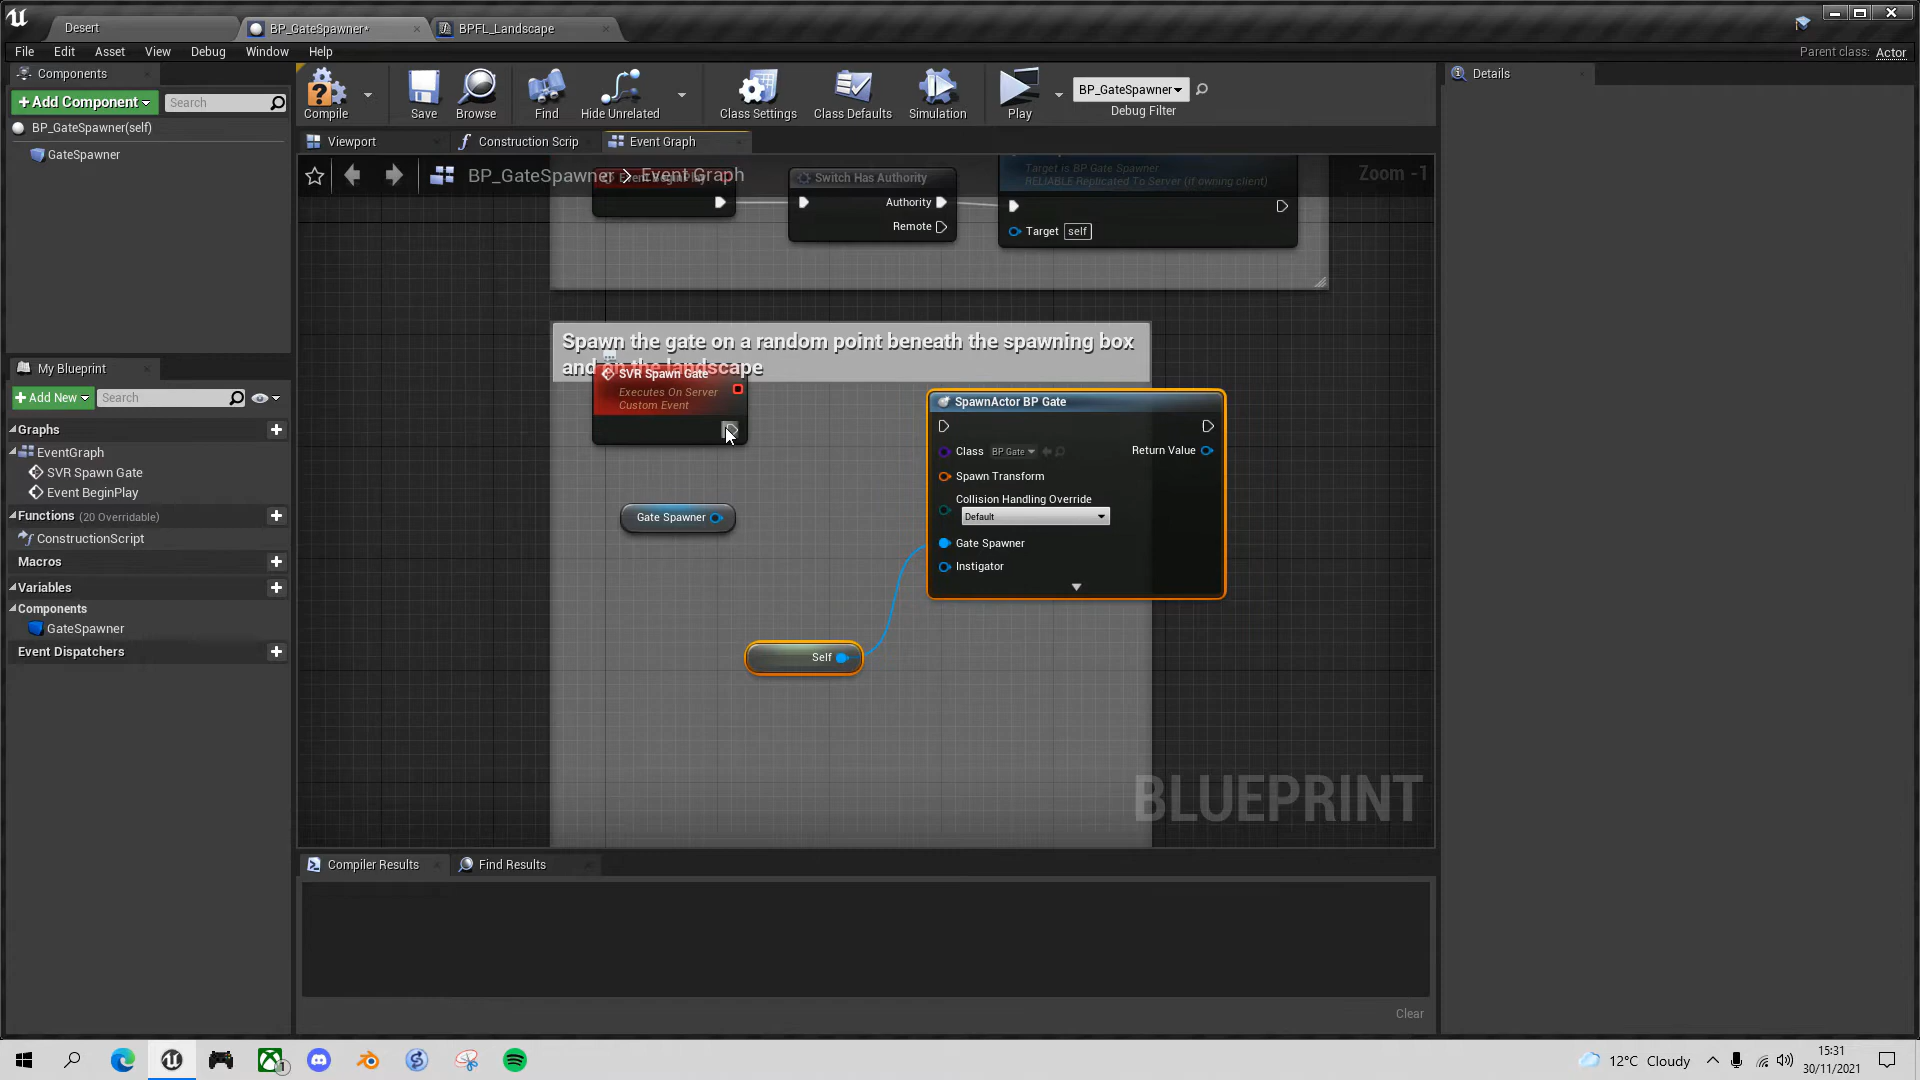 Desert
BP_GateSpawner*
BPFL_Landscape
File Edit Asset View Debug Window Help
Parent class: Actor
Components
Add Component
Search
BP_GateSpawner(self)
GateSpawner
Compile
Save
Browse
Find
Hide Unrelated
Class Settings
Class Defaults
Simulation
Play
BP_GateSpawner
Debug Filter
Details
Viewport
Construction Scrip
Event Graph
BP_GateSpawner > Event Graph
Zoom -1
Switch Has Authority
Authority
Remote
Target is BP Gate Spawner
RELIABLE Replicated To Server (if owning client)
Target self
Spawn the gate on a random point beneath the spawning box
and on the landscape
SVR Spawn Gate
Executes On Server
Custom Event
Gate Spawner
Self
SpawnActor BP Gate
Class BP Gate
Return Value
Spawn Transform
Collision Handling Override
Default
Gate Spawner
Instigator
BLUEPRINT
My Blueprint
Add New
Search
Graphs
EventGraph
SVR Spawn Gate
Event BeginPlay
Functions (20 Overridable)
ConstructionScript
Macros
Variables
Components
GateSpawner
Event Dispatchers
Compiler Results
Find Results
Clear
1
12°C Cloudy
15:31
30/11/2021